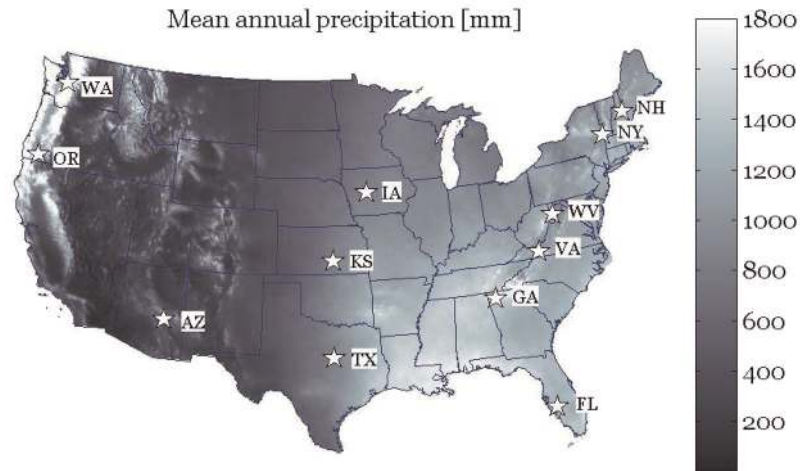 Mean annual precipitation [mm]
1800
1600
1400
1200
1000
800
600
400
200
WA
OR
NH
NY
IA
WV
VA
KS
GA
AZ
TX
FL